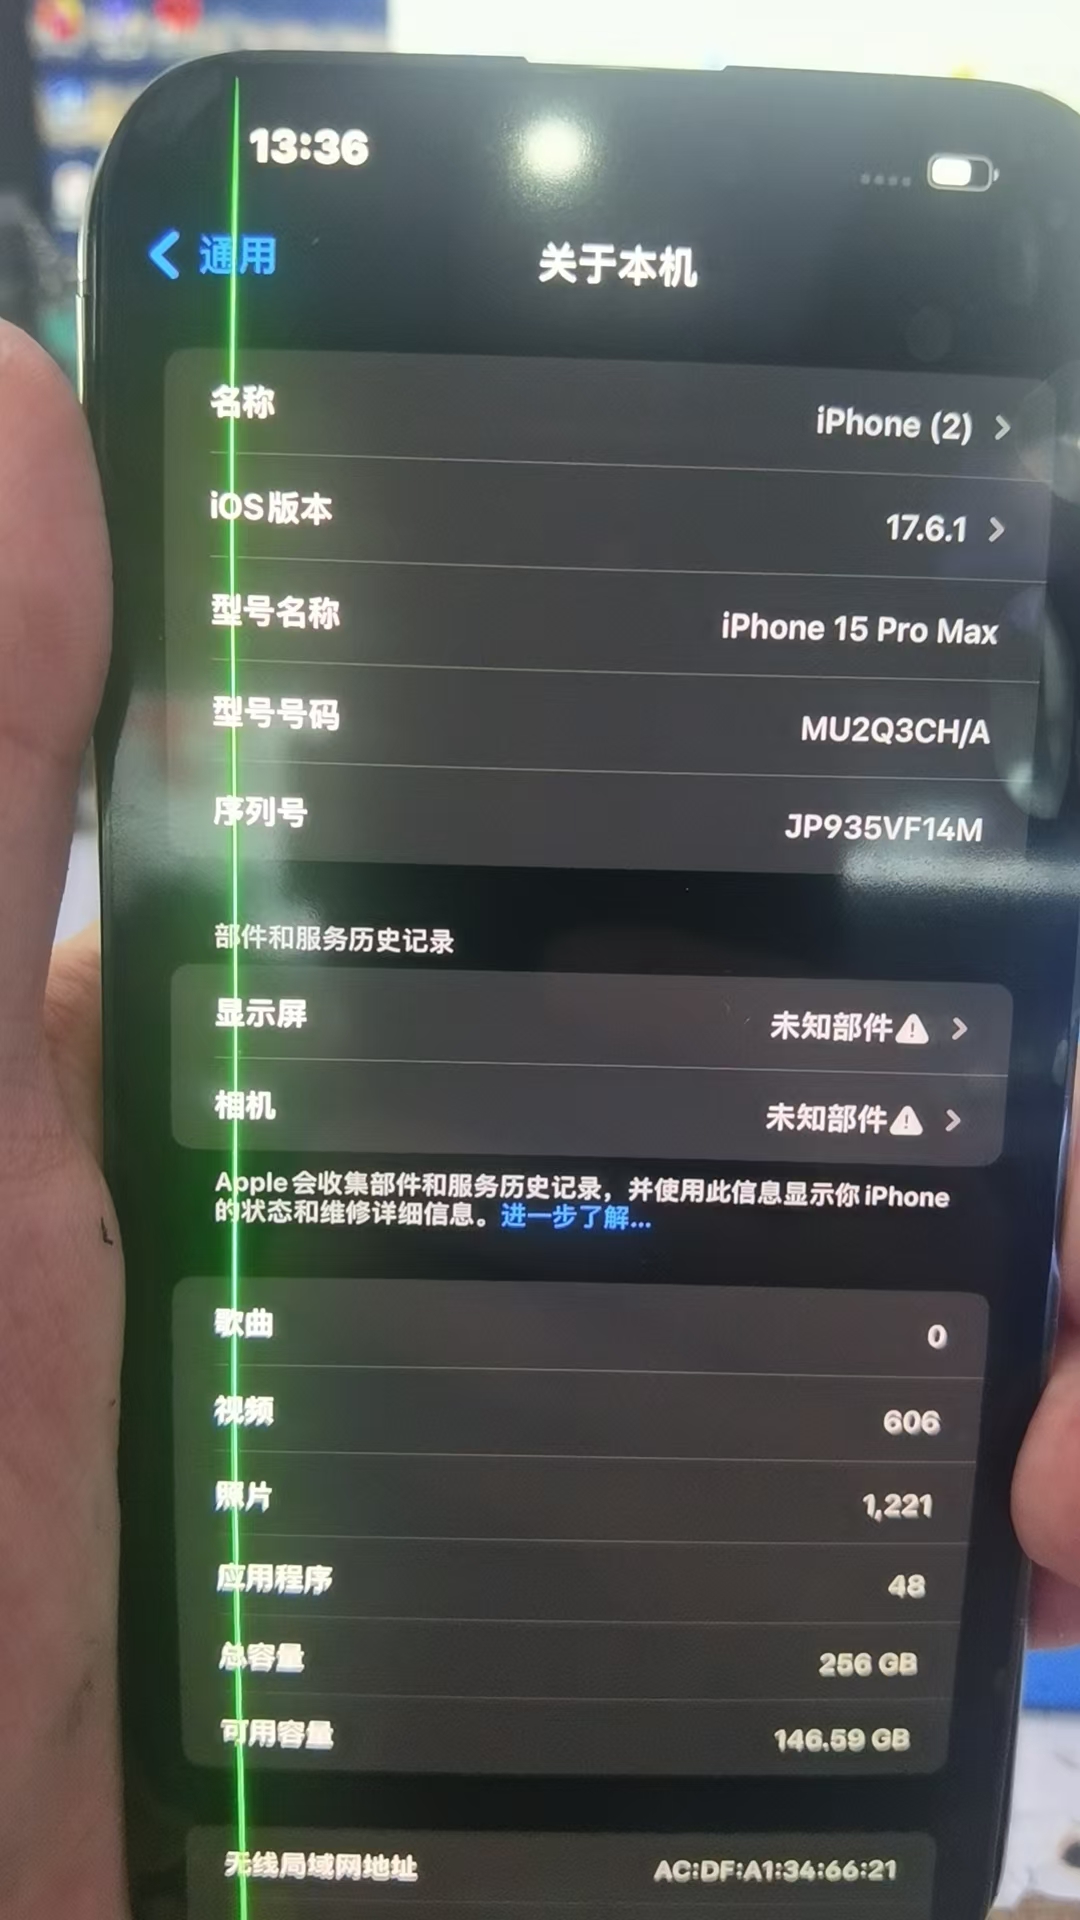 13:36
通用
关于本机
名称 iPhone (2)
iOS版本 17.6.1
型号名称 iPhone 15 Pro Max
型号号码 MU2Q3CH/A
序列号 JP935VF14M
部件和服务历史记录
显示屏 未知部件
相机 未知部件
Apple会收集部件和服务历史记录，并使用此信息显示你 iPhone
的状态和维修详细信息。进一步了解...
歌曲 0
视频 606
照片 1,221
应用程序 48
总容量 256 GB
可用容量 146.59 GB
无线局域网地址 AC:DF:A1:34:66:21